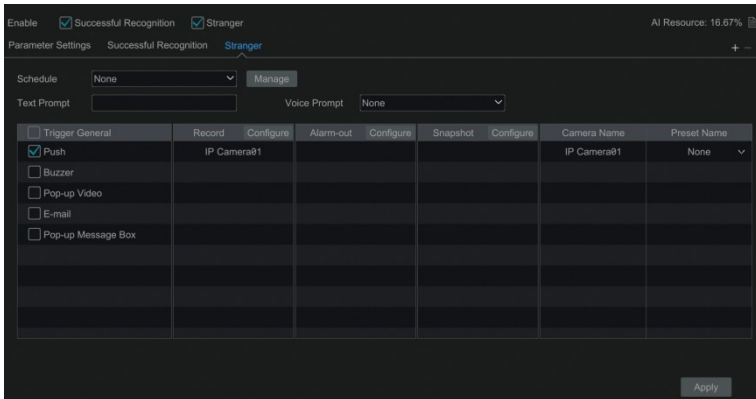 Enable Successful Recognition Stranger AI Resource: 16.67%
Parameter Settings Successful Recognition Stranger + −
Schedule None Manage
Text Prompt Voice Prompt None
Trigger General Record Configure Alarm-out Configure Snapshot Configure Camera Name Preset Name
Push IP Camera01 IP Camera01 None
Buzzer
Pop-up Video
E-mail
Pop-up Message Box
Apply